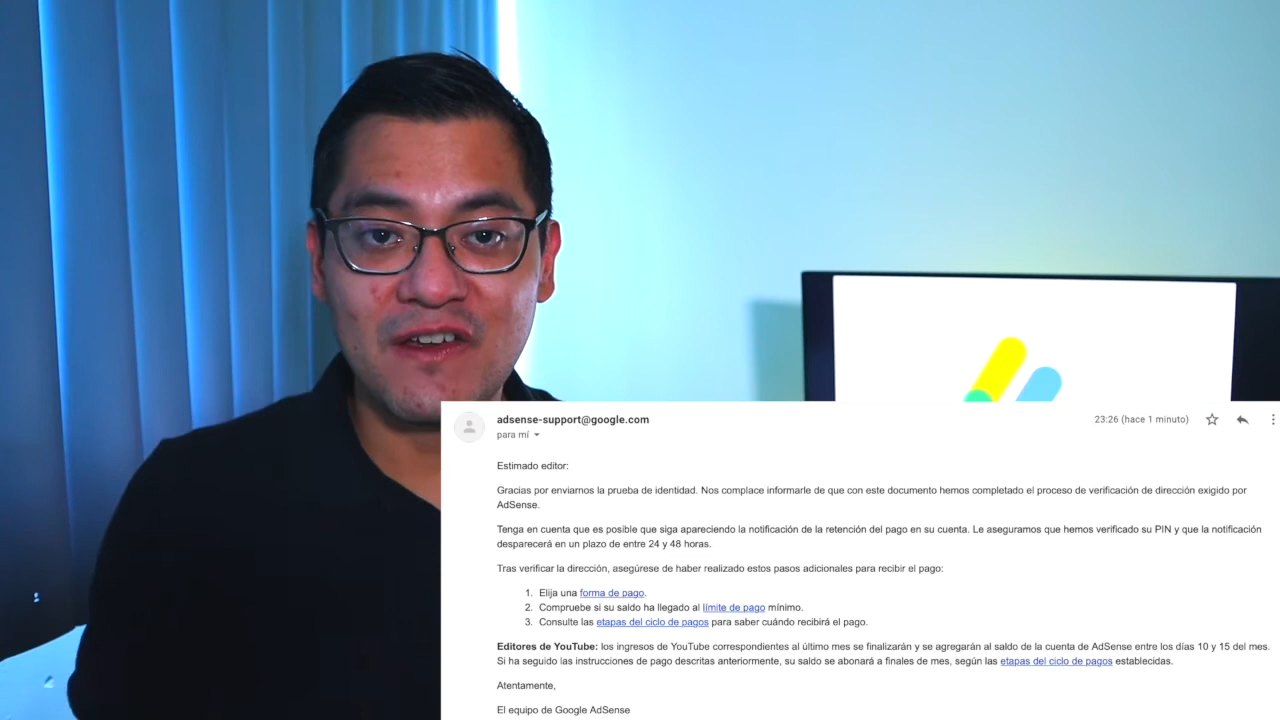 adsense-support@google.com
23:26 (hace 1 minuto)
para mí
Estimado editor:
Gracias por enviarnos la prueba de identidad. Nos complace informarle de que con este documento hemos completado el proceso de verificación de dirección exigido por
AdSense.
Tenga en cuenta que es posible que siga apareciendo la notificación de la retención del pago en su cuenta. Le aseguramos que hemos verificado su PIN y que la notificación
desparecerá en un plazo de entre 24 y 48 horas.
Tras verificar la dirección, asegúrese de haber realizado estos pasos adicionales para recibir el pago:
1. Elija una forma de pago.
2. Compruebe si su saldo ha llegado al límite de pago mínimo.
3. Consulte las etapas del ciclo de pagos para saber cuándo recibirá el pago.
Editores de YouTube: los ingresos de YouTube correspondientes al último mes se finalizarán y se agregarán al saldo de la cuenta de AdSense entre los días 10 y 15 del mes.
Si ha seguido las instrucciones de pago descritas anteriormente, su saldo se abonará a finales de mes, según las etapas del ciclo de pagos establecidas.
Atentamente,
El equipo de Google AdSense